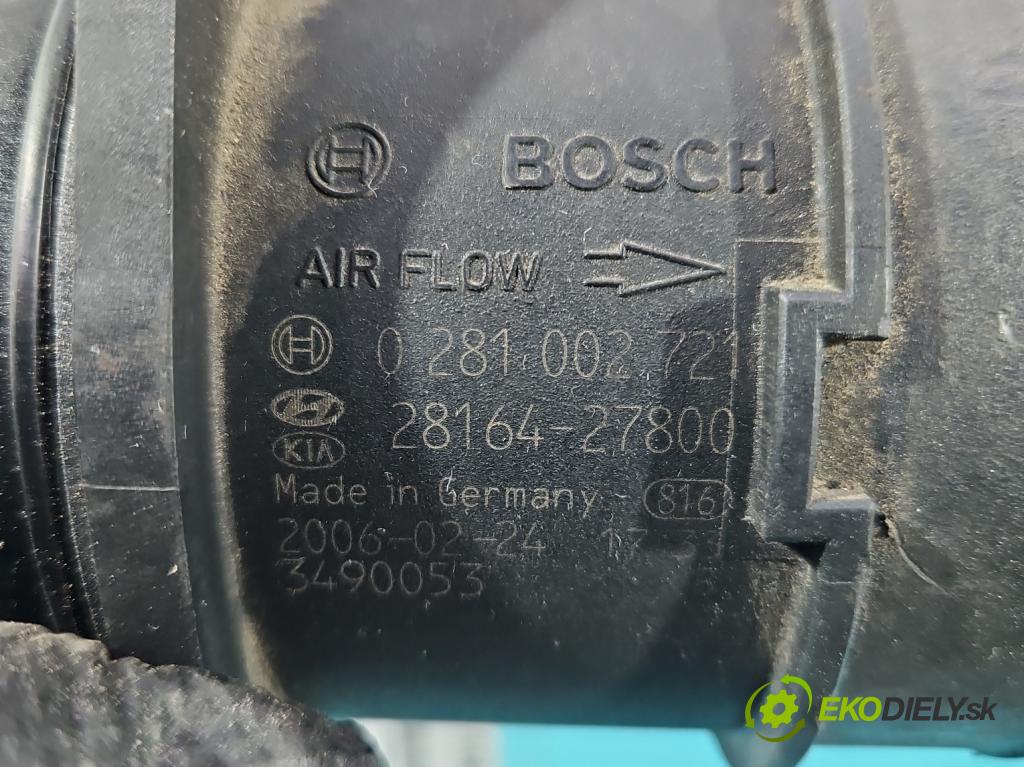 BOSCH
AIR FLOW
0 281 002 721
28164-27800
KIA
Made in Germany 816
2006-02-24
3490053
EKODIELY.sk